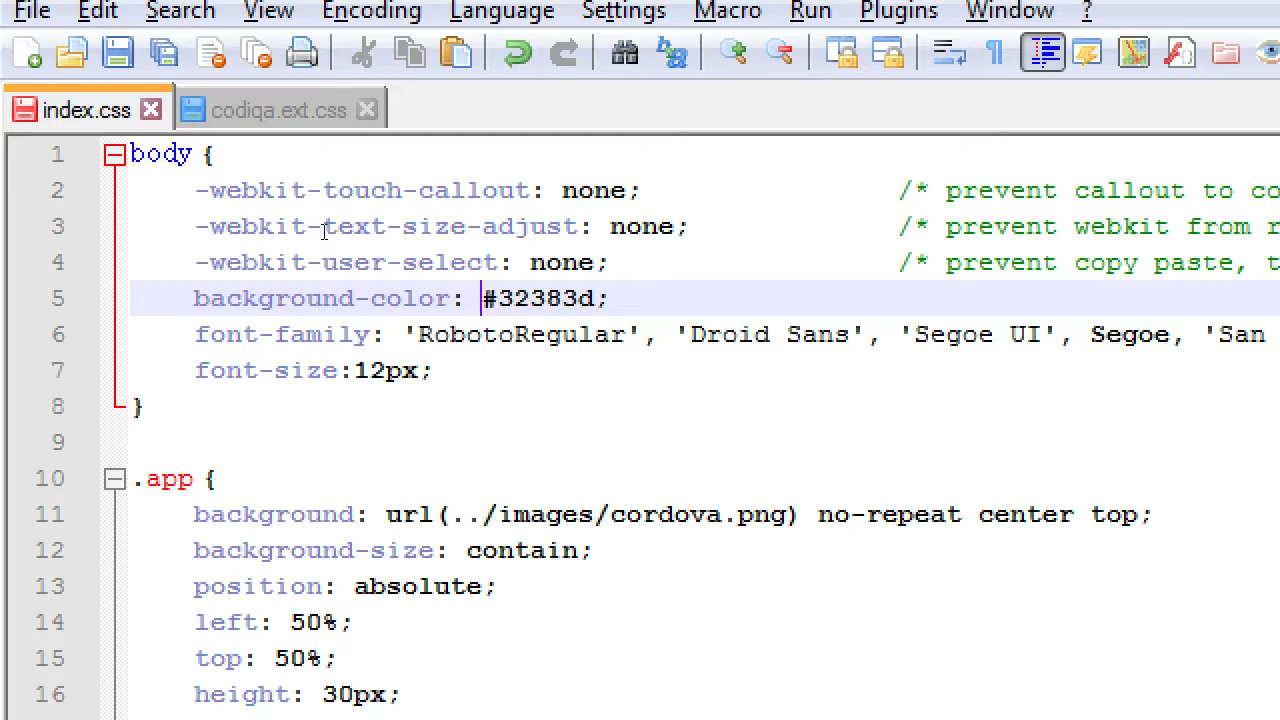 File Edit Search View Encoding Language Settings Macro Run Plugins Window ?
index.css codiqa.ext.css
1 body {
2 -webkit-touch-callout: none; /* prevent callout to
3 -webkit-text-size-adjust: none; /* prevent webkit from
4 -webkit-user-select: none; /* prevent copy paste,
5 background-color: #32383d;
6 font-family: 'RobotoRegular', 'Droid Sans', 'Segoe UI', Segoe, 'San
7 font-size:12px;
8 }
9
10 .app {
11 background: url(../images/cordova.png) no-repeat center top;
12 background-size: contain;
13 position: absolute;
14 left: 50%;
15 top: 50%;
16 height: 30px;